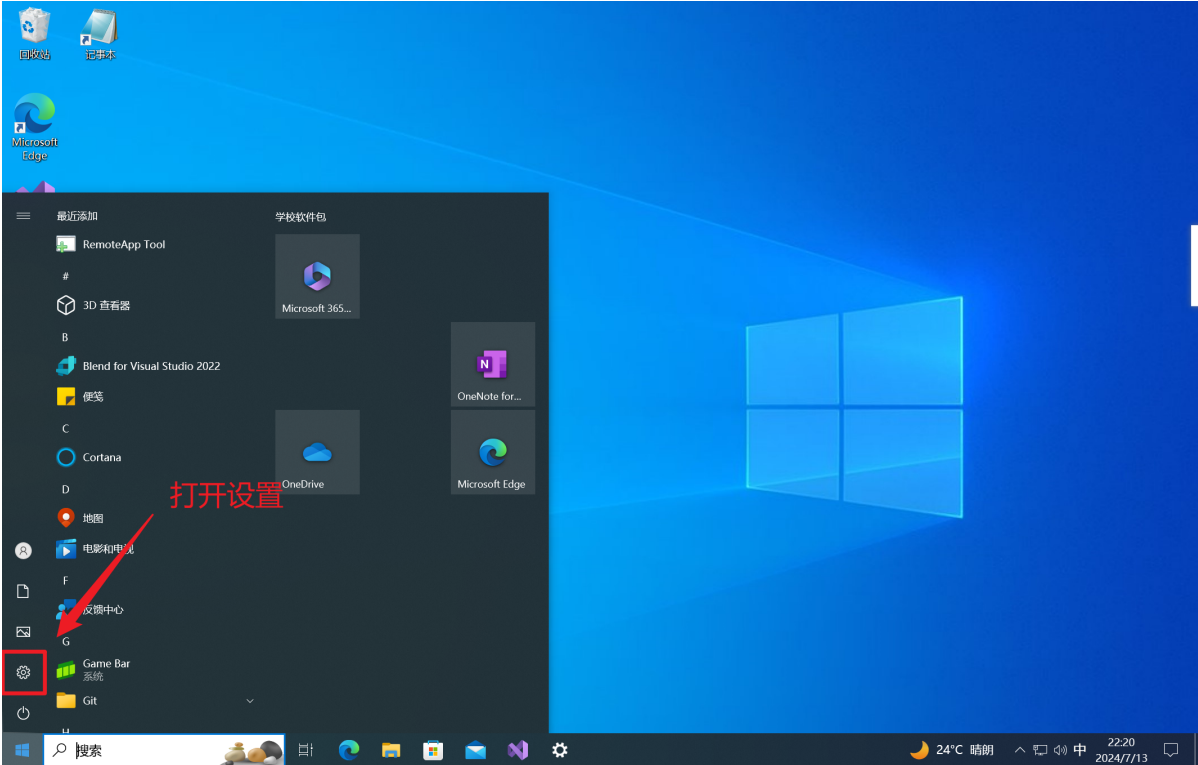 回收站
记事本
Microsoft
Edge
最近添加
学校软件包
RemoteApp Tool
#
3D 查看器
Microsoft 365...
B
Blend for Visual Studio 2022
便笺
OneNote for...
C
Cortana
D
OneDrive
Microsoft Edge
打开设置
地图
电影和电视
F
反馈中心
G
Game Bar
系统
Git
H
搜索
24°C 晴朗
中
22:20
2024/7/13